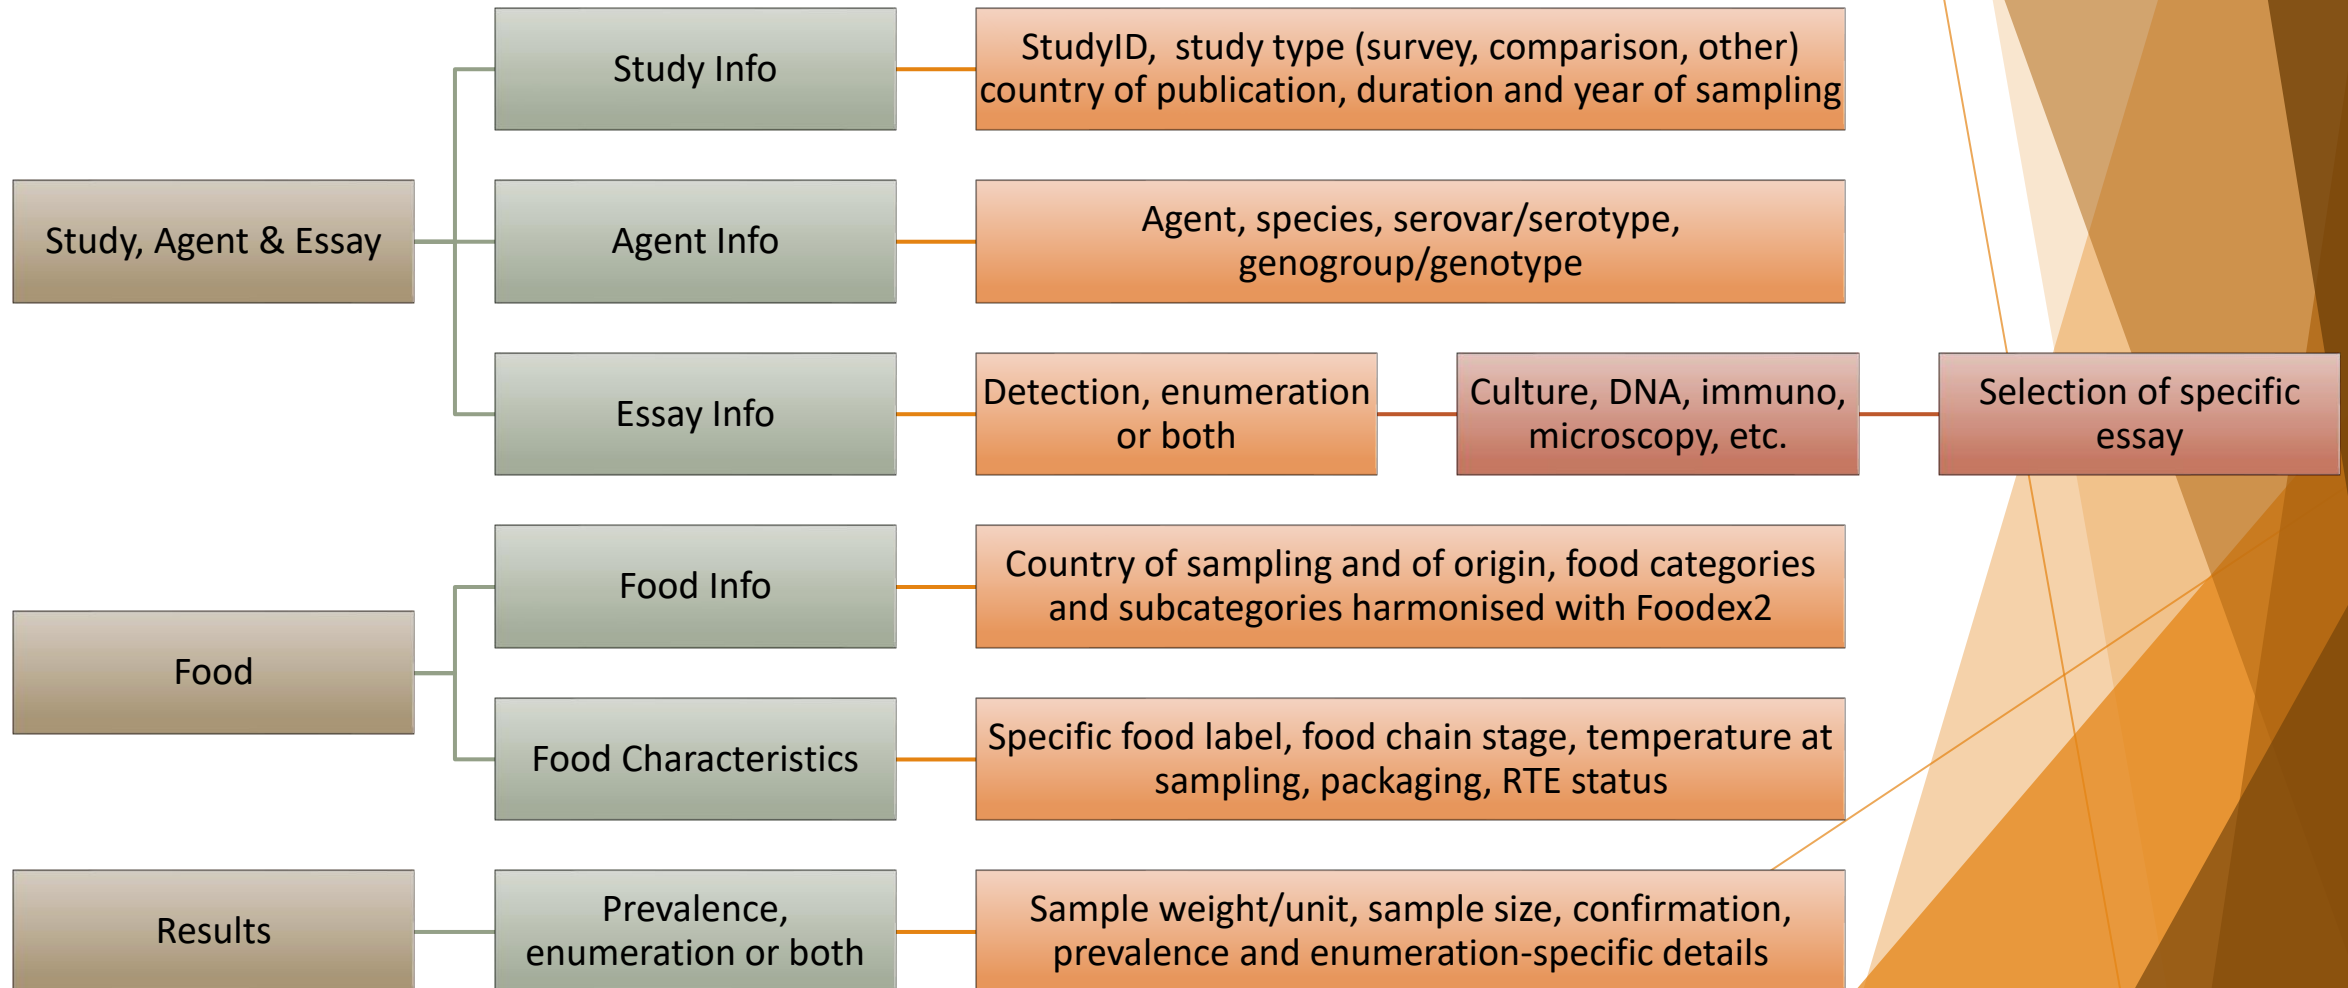 Study, Agent & Essay
Study Info
StudyID, study type (survey, comparison, other)
country of publication, duration and year of sampling
Agent Info
Agent, species, serovar/serotype,
genogroup/genotype
Essay Info
Detection, enumeration
or both
Culture, DNA, immuno,
microscopy, etc.
Selection of specific
essay
Food
Food Info
Country of sampling and of origin, food categories
and subcategories harmonised with Foodex2
Food Characteristics
Specific food label, food chain stage, temperature at
sampling, packaging, RTE status
Results
Prevalence,
enumeration or both
Sample weight/unit, sample size, confirmation,
prevalence and enumeration-specific details